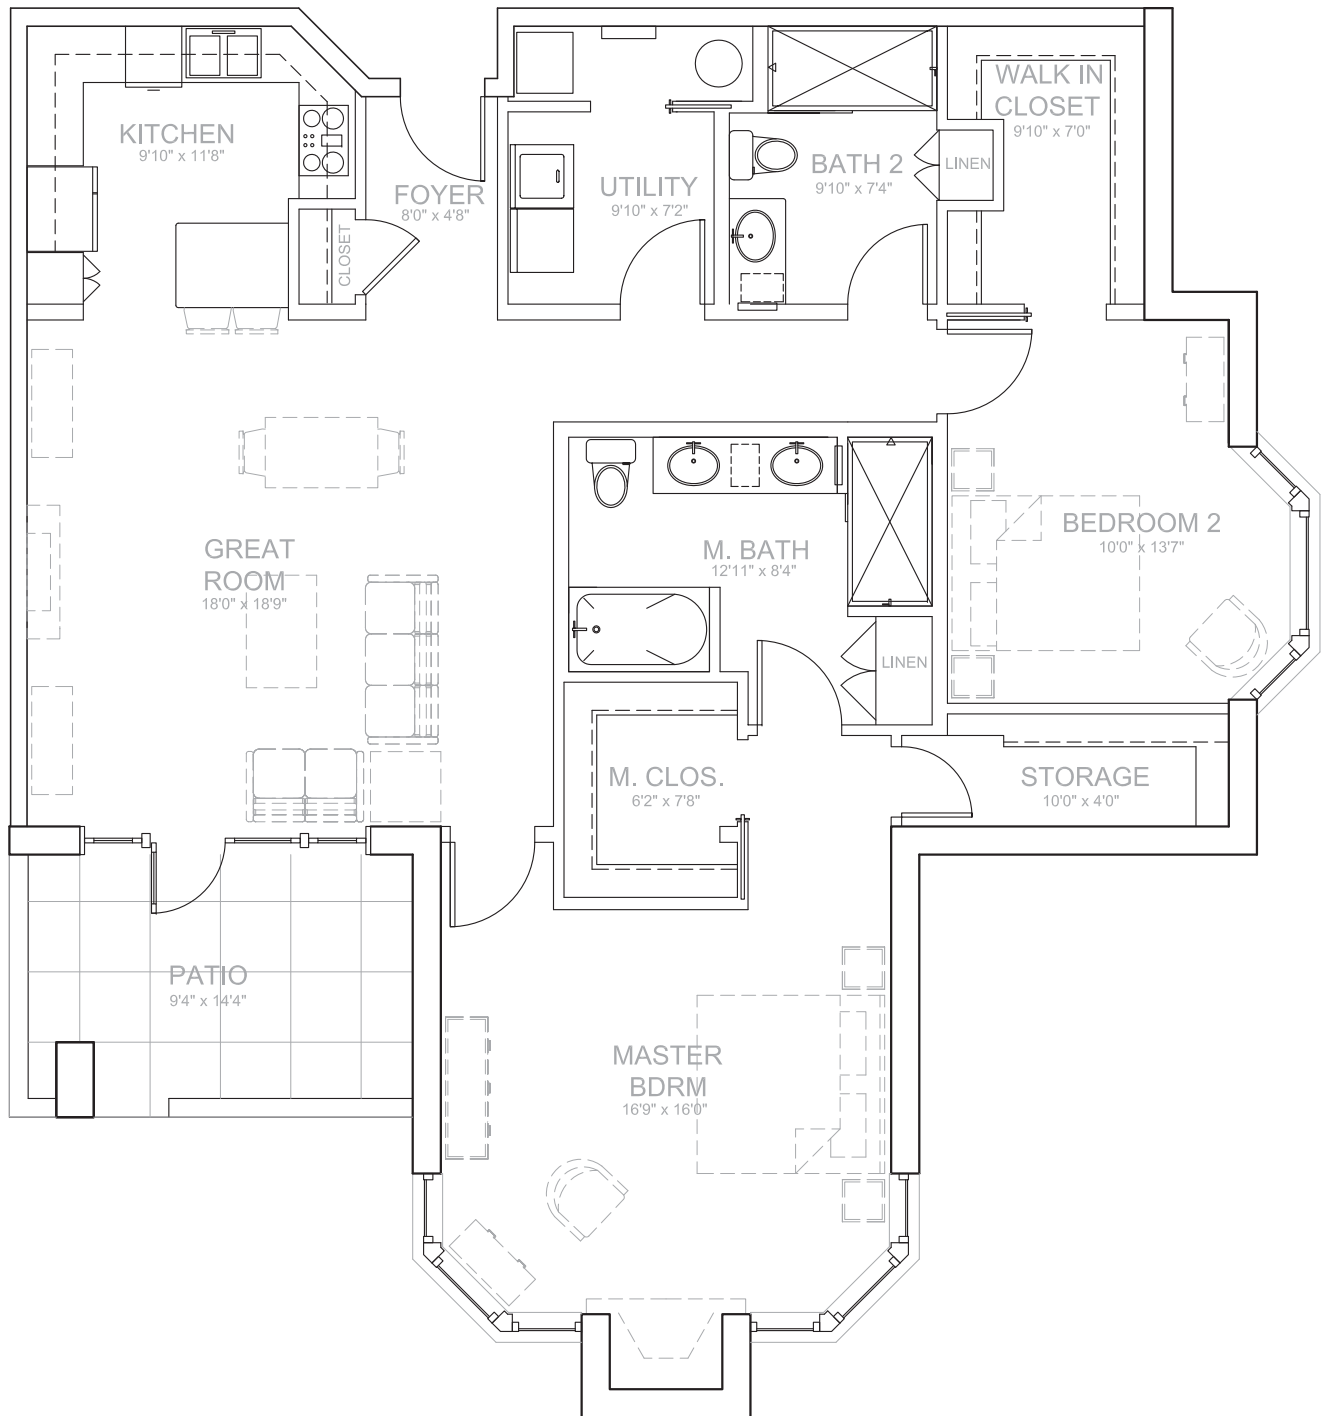 KITCHEN
9'10" x 11'8"
FOYER
8'0" x 4'8"
CLOSET
UTILITY
9'10" x 7'2"
BATH 2
9'10" x 7'4"
LINEN
WALK IN
CLOSET
9'10" x 7'0"
GREAT
ROOM
18'0" x 18'9"
M. BATH
12'11" x 8'4"
BEDROOM 2
10'0" x 13'7"
LINEN
M. CLOS.
6'2" x 7'8"
STORAGE
10'0" x 4'0"
PATIO
9'4" x 14'4"
MASTER
BDRM
16'9" x 16'0"